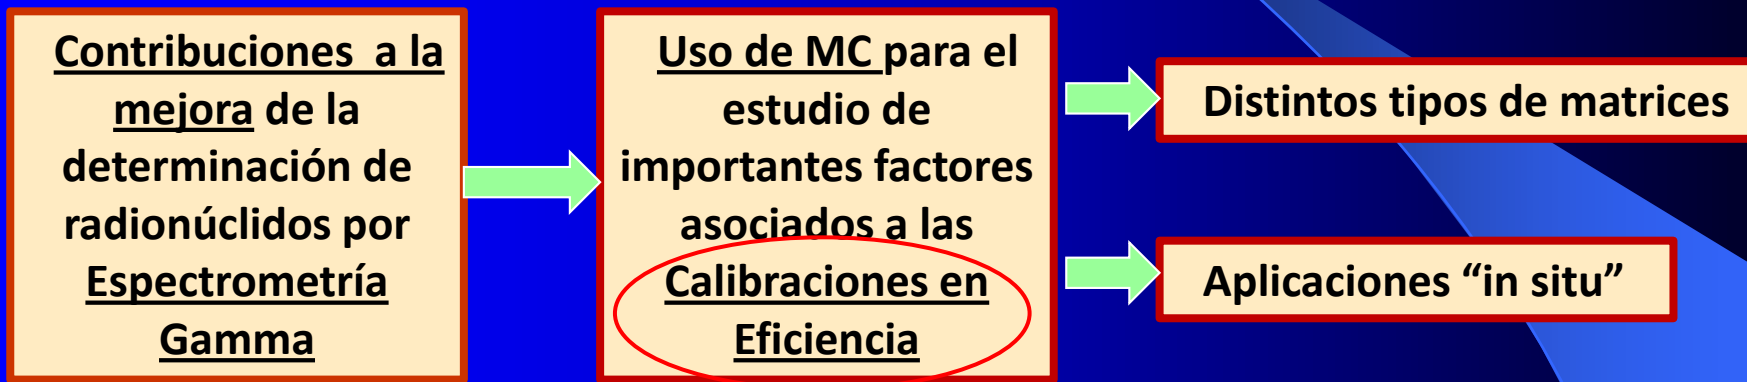 Contribuciones a la
mejora de la
determinación de
radionúclidos por
Espectrometría
Gamma
Uso de MC para el
estudio de
importantes factores
asociados a las
Calibraciones en
Eficiencia
Distintos tipos de matrices
Aplicaciones “in situ”